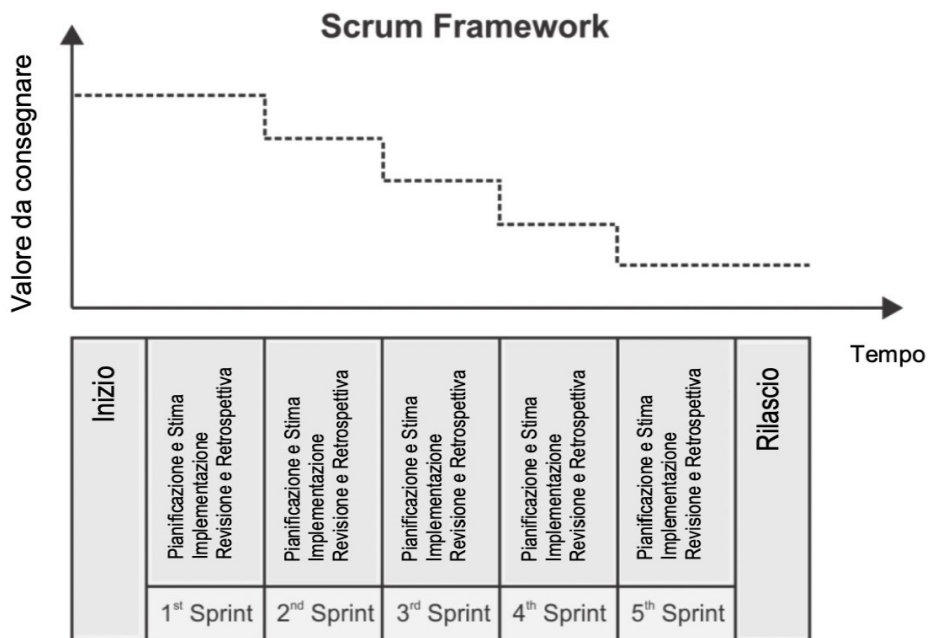 Scrum Framework
Valore da consegnare
Tempo
Inizio
Pianificazione e Stima
Implementazione
Revisione e Retrospettiva
1st Sprint
Pianificazione e Stima
Implementazione
Revisione e Retrospettiva
2nd Sprint
Pianificazione e Stima
Implementazione
Revisione e Retrospettiva
3rd Sprint
Pianificazione e Stima
Implementazione
Revisione e Retrospettiva
4th Sprint
Pianificazione e Stima
Implementazione
Revisione e Retrospettiva
5th Sprint
Rilascio